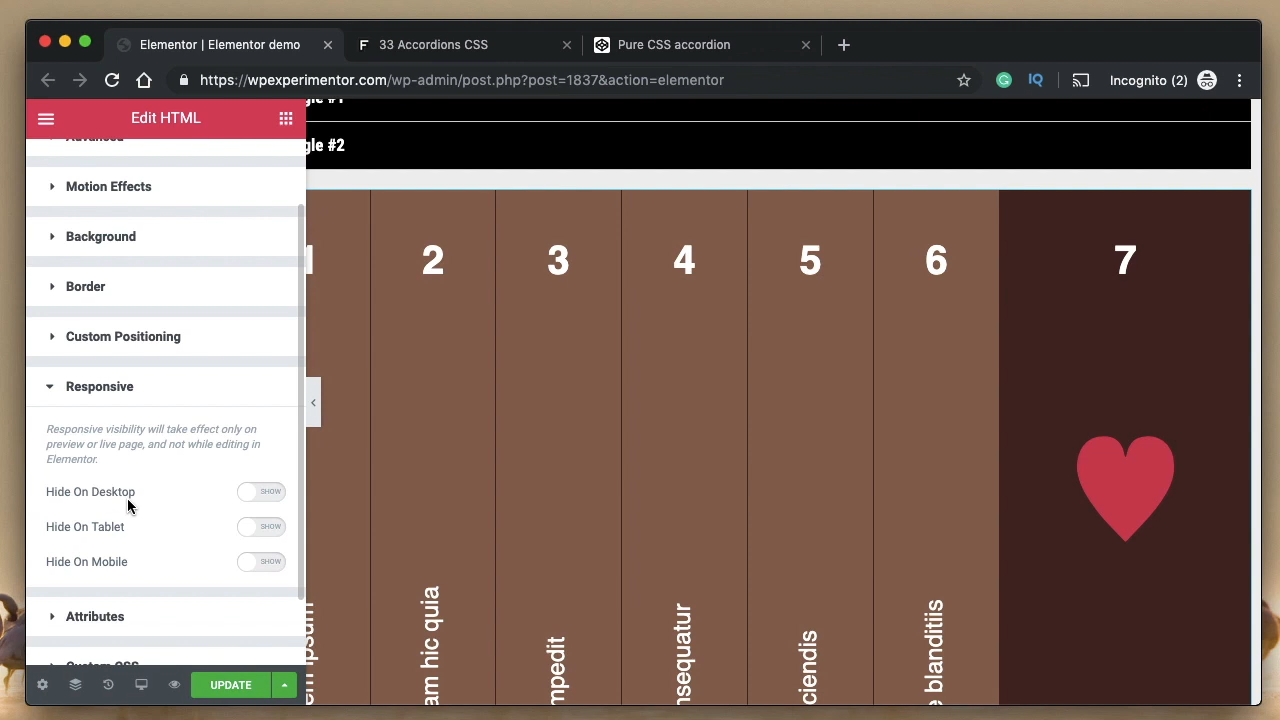 Elementor | Elementor demo
33 Accordions CSS
Pure CSS accordion
https://wpexperimentor.com/wp-admin/post.php?post=1837&action=elementor
IQ
Incognito (2)
Edit HTML
Motion Effects
Background
Border
Custom Positioning
Responsive
Responsive visibility will take effect only on
preview or live page, and not while editing in
Elementor.
Hide On Desktop
SHOW
Hide On Tablet
SHOW
Hide On Mobile
SHOW
Attributes
UPDATE
gle #2
1
2
3
4
5
6
7
am hic quia
mpedit
nsequatur
ciendis
e blanditiis